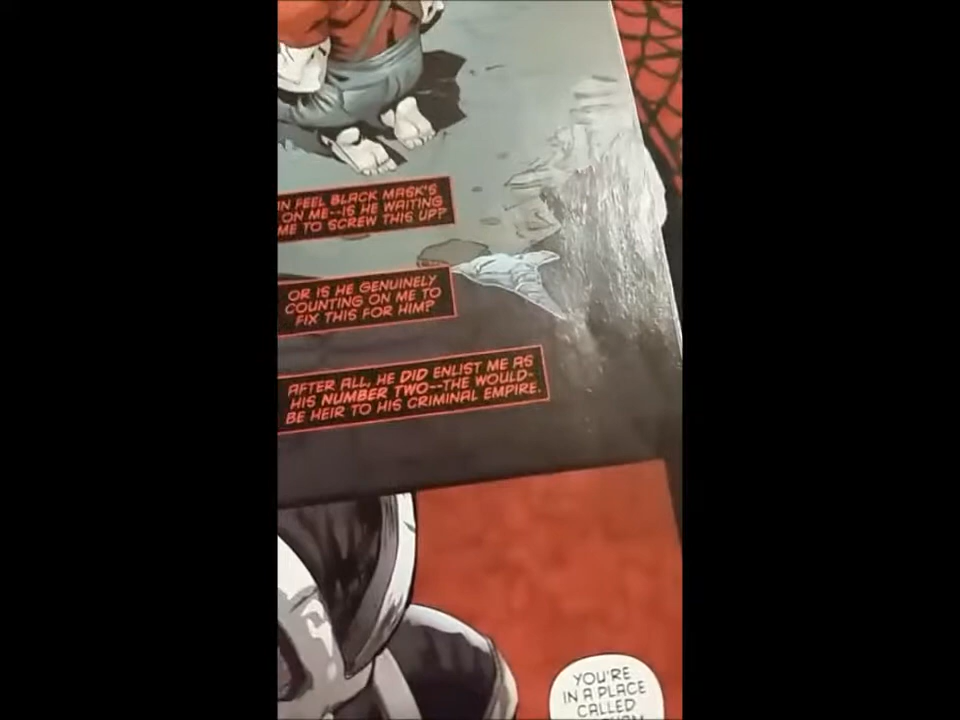 IN FEEL BLACK MASK'S
ON ME--IS HE WAITING
ME TO SCREW THIS UP?
OR IS HE GENUINELY
COUNTING ON ME TO
FIX THIS FOR HIM?
AFTER ALL, HE DID ENLIST ME AS
HIS NUMBER TWO--THE WOULD-
BE HEIR TO HIS CRIMINAL EMPIRE.
YOU'RE
IN A PLACE
CALLED